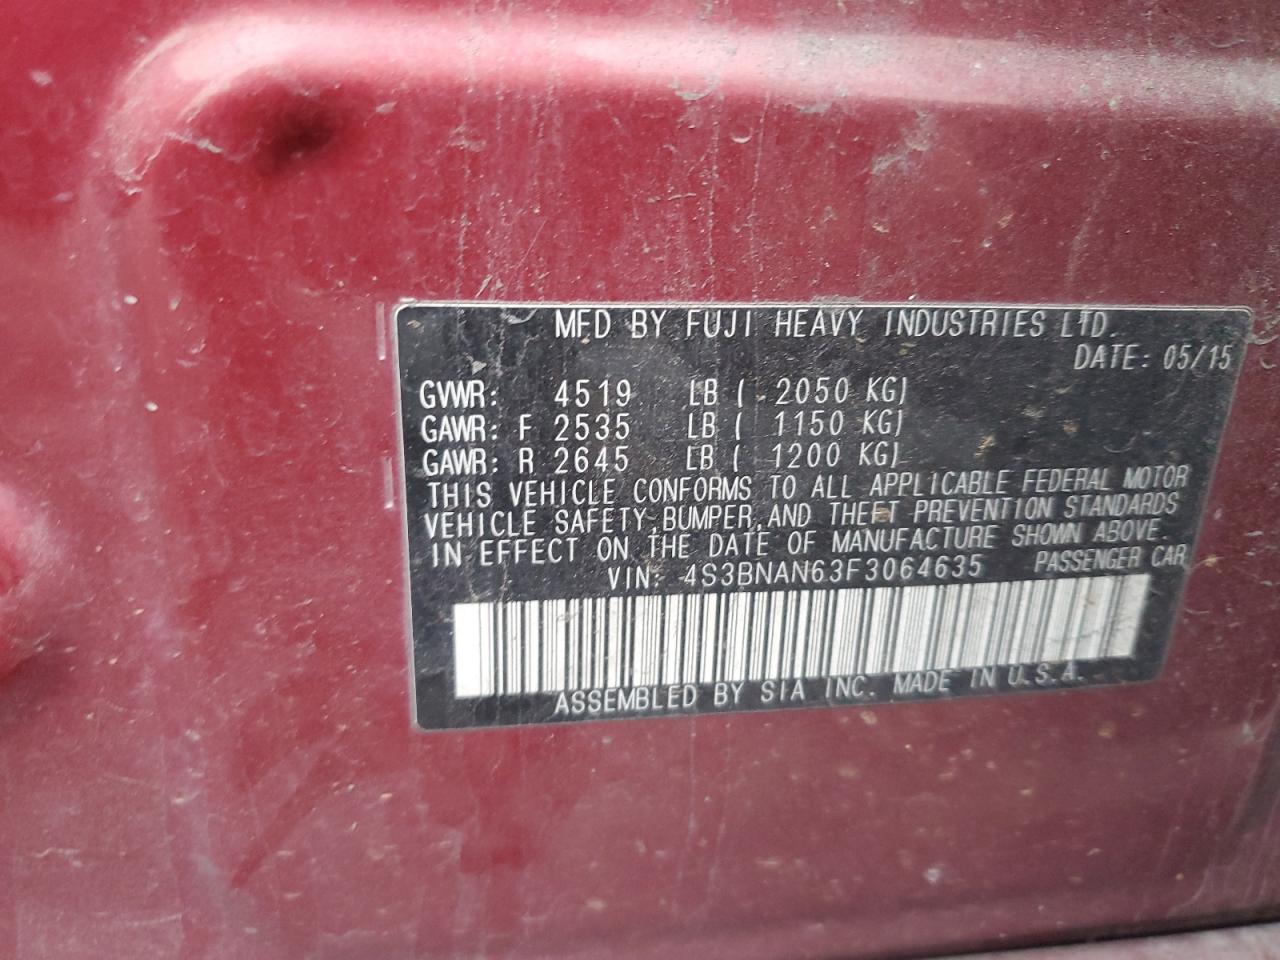 MFD BY FUJI HEAVY INDUSTRIES LTD.
DATE: 05/15
GVWR: 4519 LB ( 2050 KG)
GAWR: F 2535 LB ( 1150 KG)
GAWR: R 2645 LB ( 1200 KG)
THIS VEHICLE CONFORMS TO ALL APPLICABLE FEDERAL MOTOR
VEHICLE SAFETY, BUMPER, AND THEFT PREVENTION STANDARDS
IN EFFECT ON THE DATE OF MANUFACTURE SHOWN ABOVE.
VIN: 4S3BNAN63F3064635 PASSENGER CAR
ASSEMBLED BY SIA INC. MADE IN U.S.A.